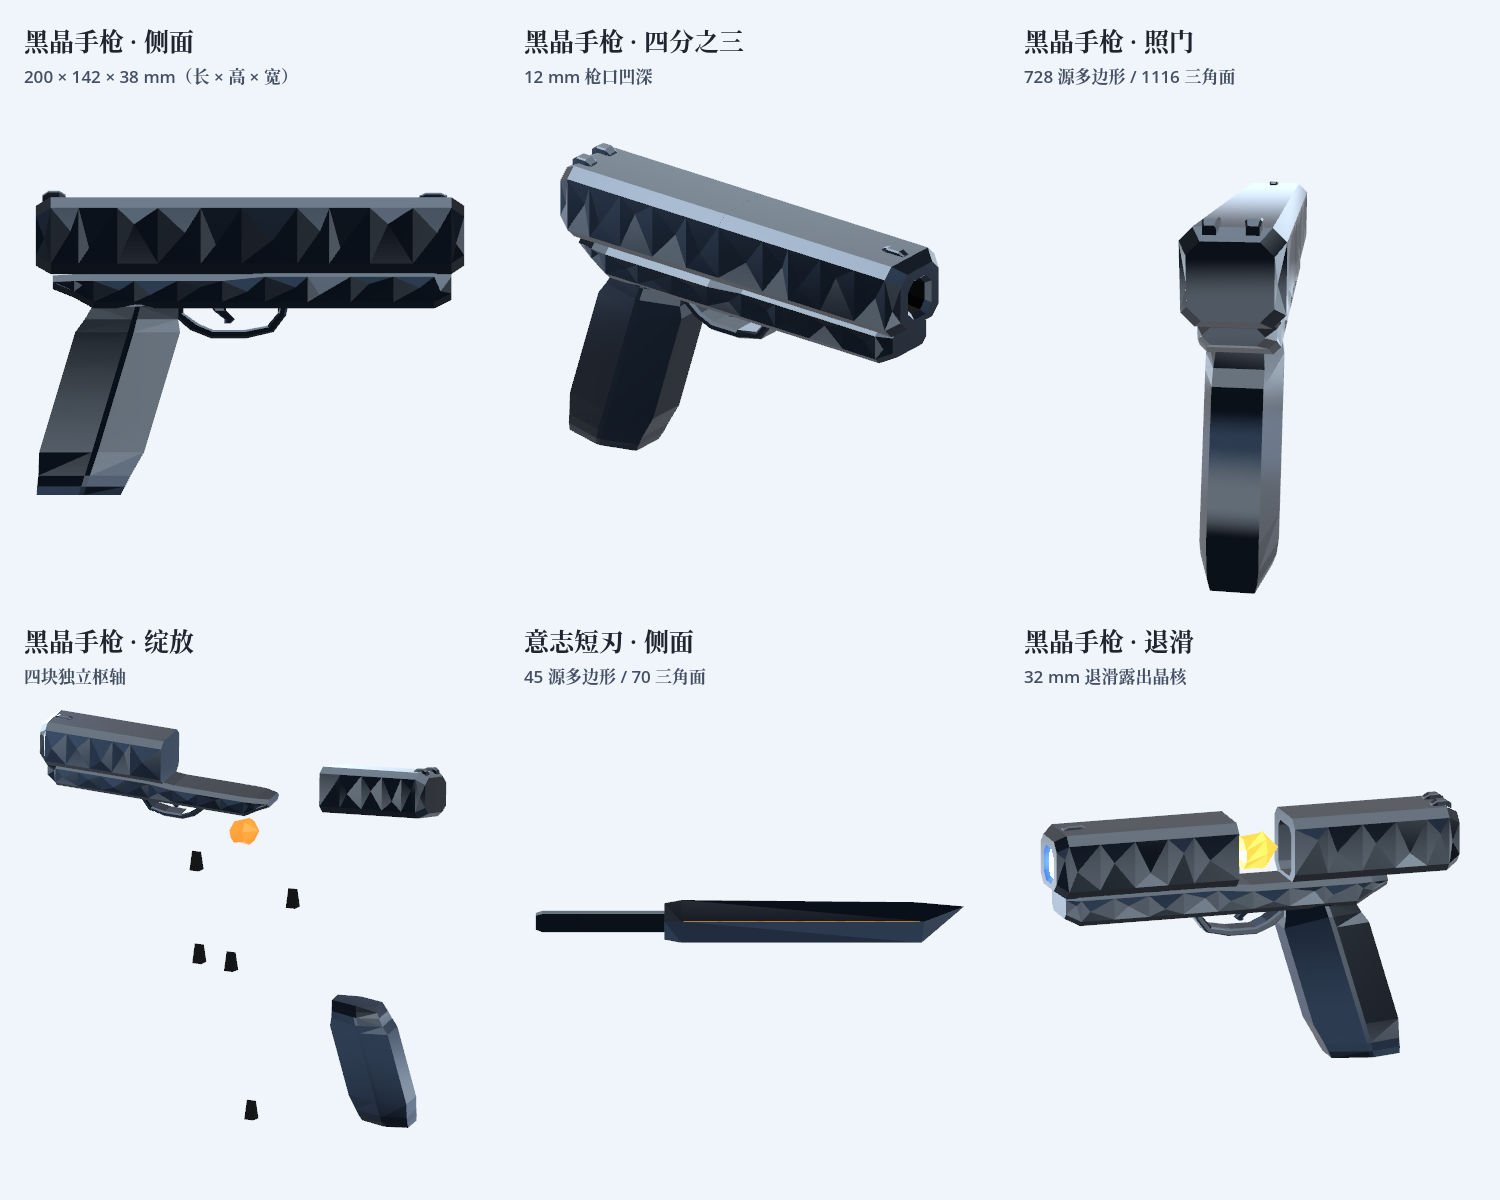 黑晶手枪 · 侧面
200 × 142 × 38 mm（长 × 高 × 宽）
黑晶手枪 · 四分之三
12 mm 枪口凹深
黑晶手枪 · 照门
728 源多边形 / 1116 三角面
黑晶手枪 · 绽放
四块独立枢轴
意志短刃 · 侧面
45 源多边形 / 70 三角面
黑晶手枪 · 退滑
32 mm 退滑露出晶核